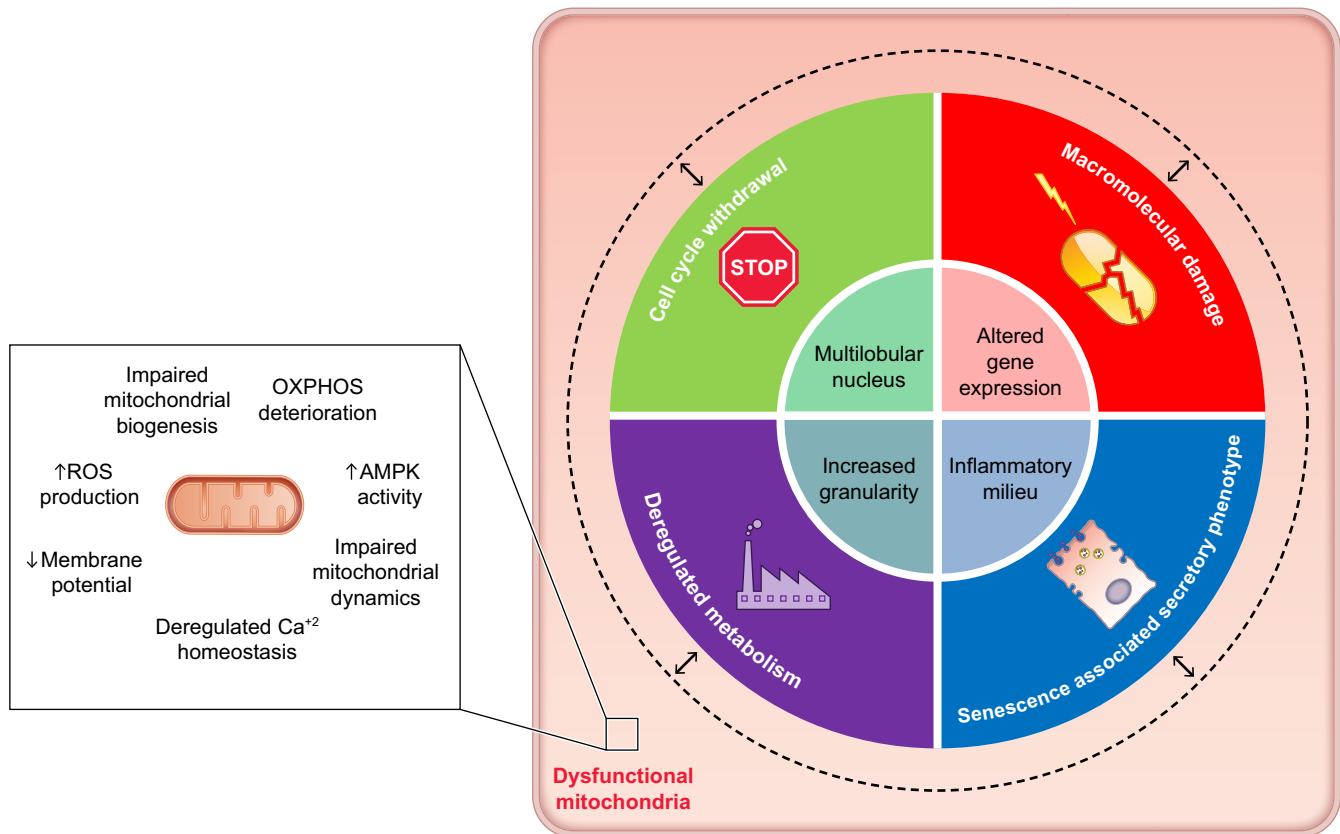 Impaired
mitochondrial
biogenesis
OXPHOS
deterioration
↑ROS
production
↑AMPK
activity
↓Membrane
potential
Impaired
mitochondrial
dynamics
Deregulated Ca⁺²
homeostasis
Cell cycle withdrawal
STOP
Macromolecular damage
Multilobular
nucleus
Altered
gene
expression
Increased
granularity
Inflammatory
milieu
Deregulated metabolism
Senescence associated secretory phenotype
Dysfunctional
mitochondria